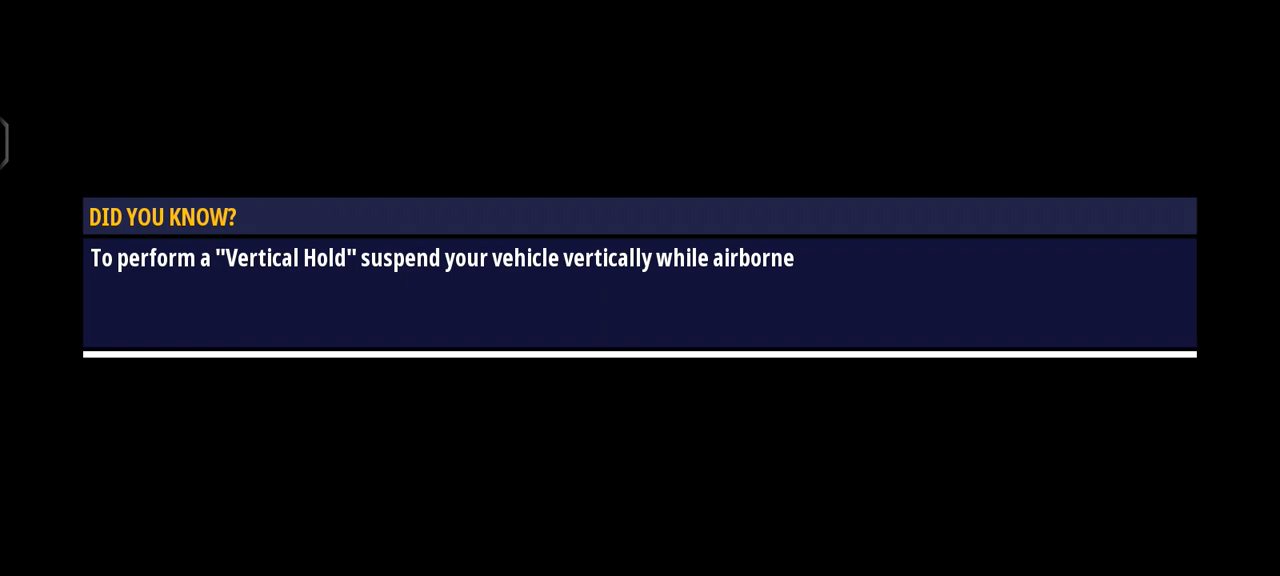 DID YOU KNOW?
To perform a "Vertical Hold" suspend your vehicle vertically while airborne